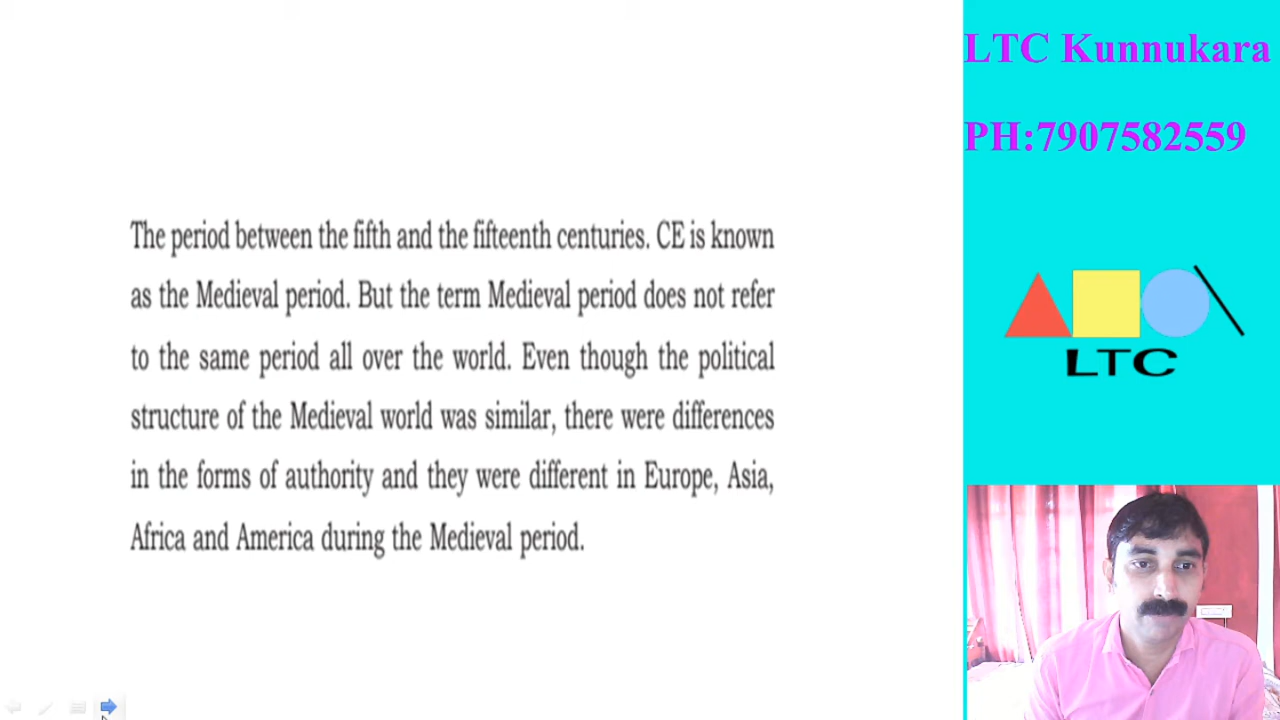 LTC Kunnukara
PH:7907582559
The period between the fifth and the fifteenth centuries. CE is known
as the Medieval period. But the term Medieval period does not refer
to the same period all over the world. Even though the political
structure of the Medieval world was similar, there were differences
in the forms of authority and they were different in Europe, Asia,
Africa and America during the Medieval period.
LTC